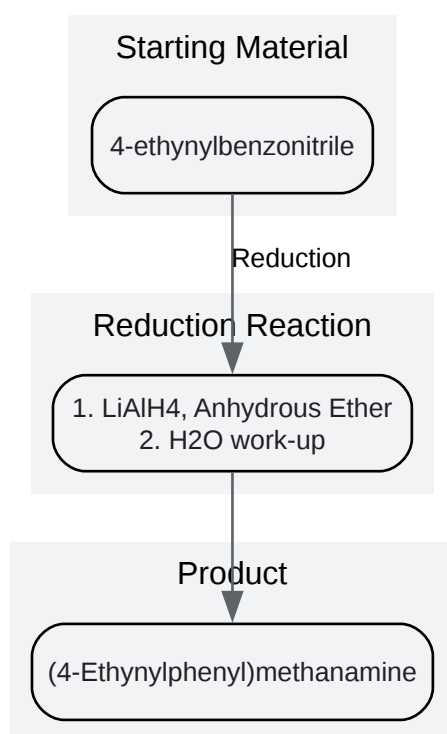 Starting Material
4-ethynylbenzonitrile
Reduction
Reduction Reaction
1. LiAlH4, Anhydrous Ether
2. H2O work-up
Product
(4-Ethynylphenyl)methanamine